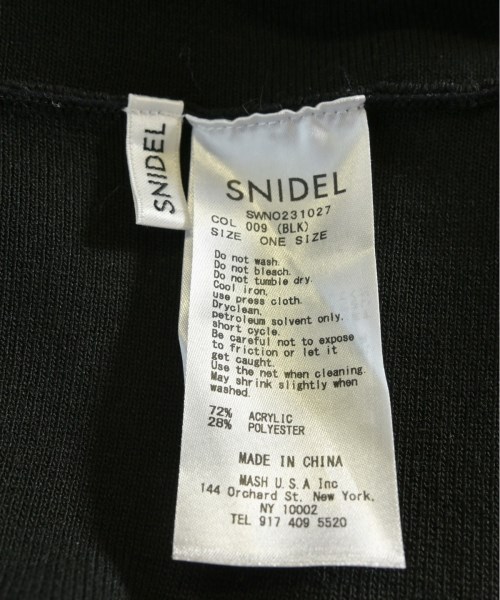 SNIDEL
SNIDEL
SWNO231027
COL 009 (BLK)
SIZE ONE SIZE
Do not wash.
Do not bleach.
Do not tumble dry.
Cool iron.
use press cloth.
Dryclean.
petroleum solvent only.
short cycle.
Be careful not to expose
to friction or let it
get caught.
Use the net when cleaning.
May shrink slightly when
washed.
72% ACRYLIC
28% POLYESTER
MADE IN CHINA
MASH U.S.A Inc
144 Orchard St. New York.
NY 10002
TEL 917 409 5520